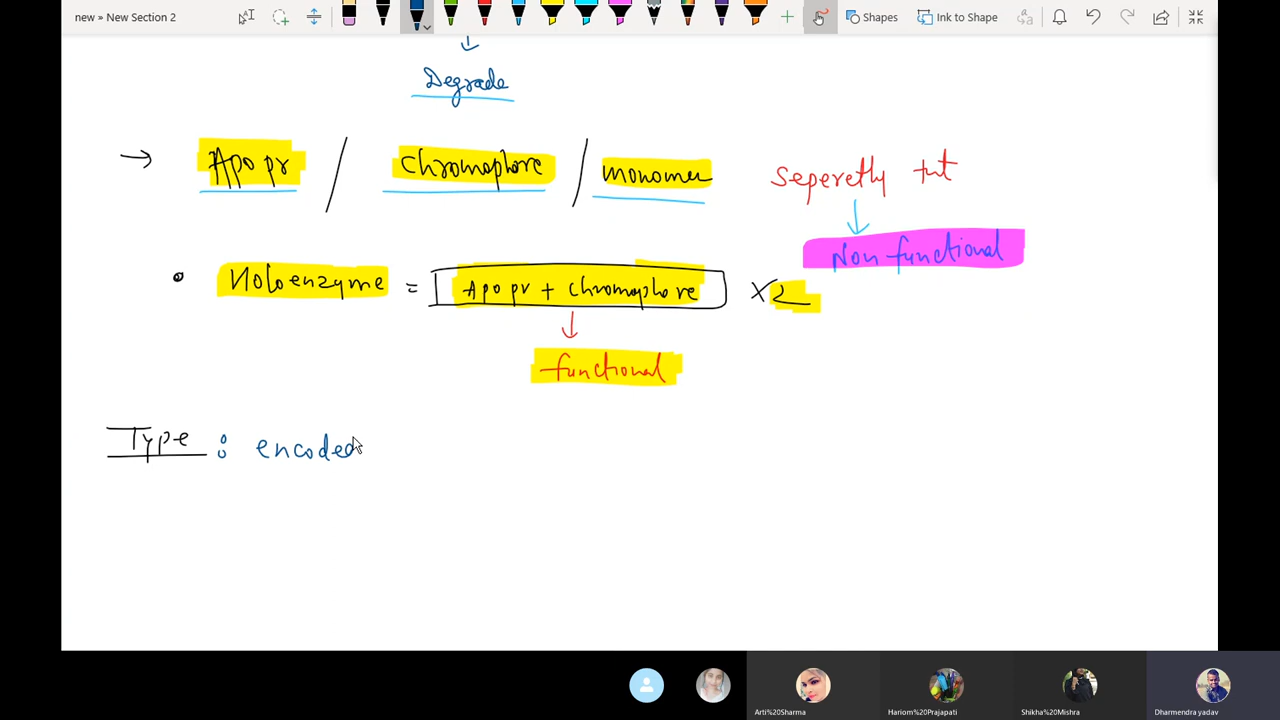 new » New Section 2
Shapes
Ink to Shape
Degrade
→ Apo pr / Chromophore / monomer
Seperetly
Non functional
• Holoenzyme = Apo pr + Chromophore × 2
functional
Type : encoded
Arti%20Sharma
Hariom%20Prajapati
Shikha%20Mishra
Dharmendra yadav